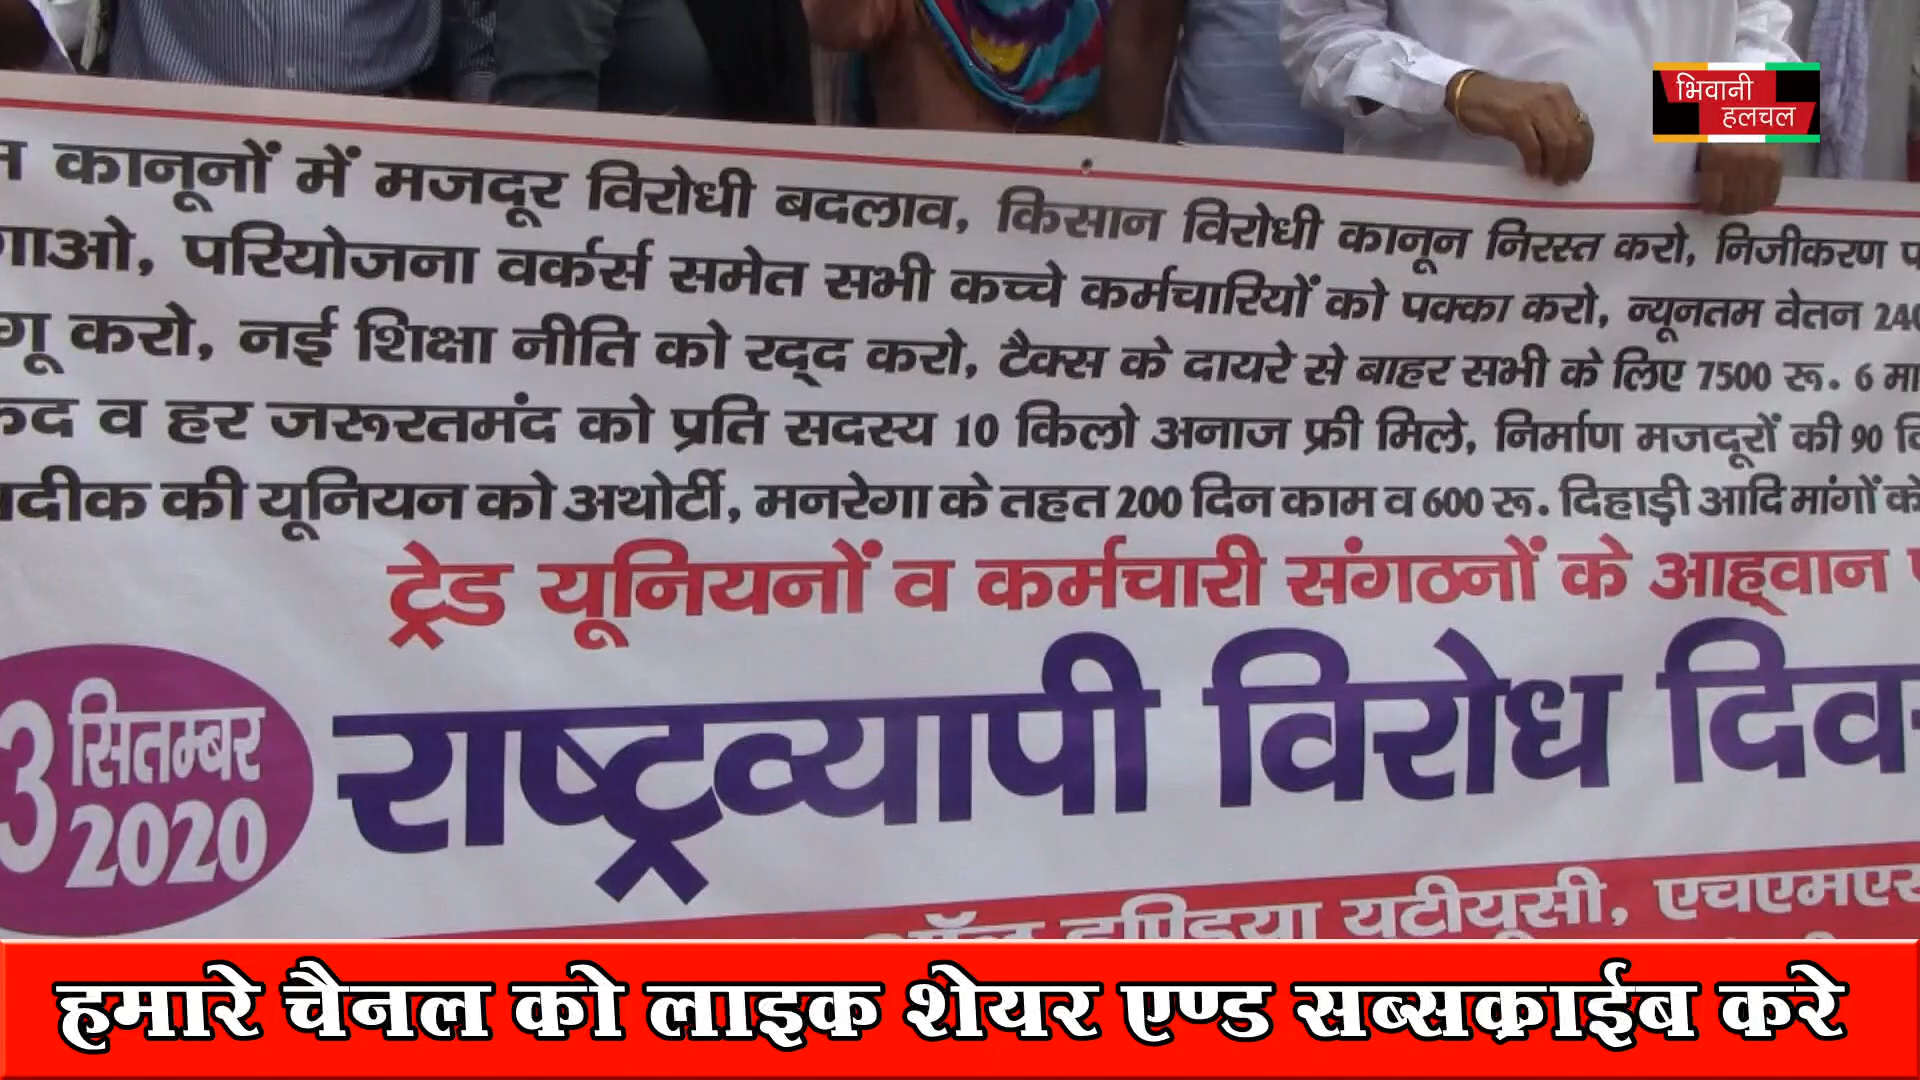 भिवानी
हलचल
कानूनों में मजदूर विरोधी बदलाव, किसान विरोधी कानून निरस्त करो, निजीकरण
परियोजना वर्कर्स समेत सभी कच्चे कर्मचारियों को पक्का करो, न्यूनतम वेतन
करो, नई शिक्षा नीति को रद्द करो, टैक्स के दायरे से बाहर सभी के लिए 7500 रू. 6
व हर जरूरतमंद को प्रति सदस्य 10 किलो अनाज फ्री मिले, निर्माण मजदूरों की 90
की यूनियन को अथोर्टी, मनरेगा के तहत 200 दिन काम व 600 रू. दिहाड़ी आदि मांगों
ट्रेड यूनियनों व कर्मचारी संगठनों के आह्वान
3 सितम्बर 2020
राष्ट्रव्यापी विरोध
इण्डिया यूटीयूसी,
हमारे चैनल को लाइक शेयर एण्ड सब्सक्राईब करे